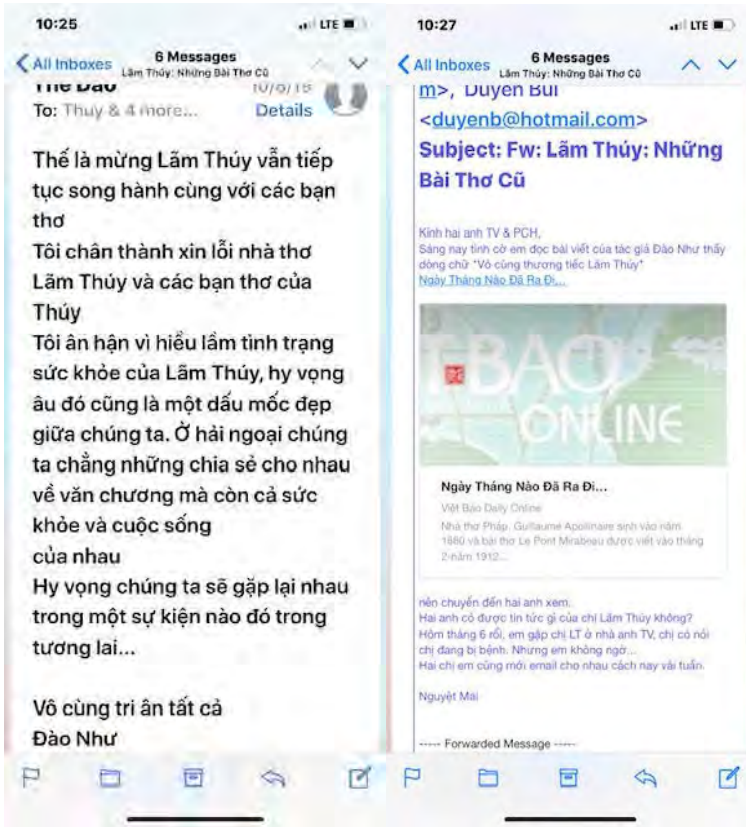 10:25
LTE
All Inboxes
6 Messages
Lãm Thúy: Những Bài Thơ Cũ
The Dao
10/6/19
To: Thuy & 4 more...
Details
Thế là mừng Lãm Thúy vẫn tiếp
tục song hành cùng với các bạn
thơ
Tôi chân thành xin lỗi nhà thơ
Lãm Thúy và các bạn thơ của
Thúy
Tôi ân hận vì hiểu lầm tình trạng
sức khỏe của Lãm Thúy, hy vọng
âu đó cũng là một dấu mốc đẹp
giữa chúng ta. Ở hải ngoại chúng
ta chẳng những chia sẻ cho nhau
về văn chương mà còn cả sức
khỏe và cuộc sống
của nhau
Hy vọng chúng ta sẽ gặp lại nhau
trong một sự kiện nào đó trong
tương lai...
Vô cùng tri ân tất cả
Đào Như
10:27
LTE
All Inboxes
6 Messages
Lãm Thúy: Những Bài Thơ Cũ
m>, Duyen Bui
<duyenb@hotmail.com>
Subject: Fw: Lãm Thúy: Những
Bài Thơ Cũ
Kính hai anh TV & PCH,
Sáng nay tình cờ em đọc bài viết của tác giả Đào Như thấy
dòng chữ "Vô cùng thương tiếc Lãm Thúy"
Ngày Tháng Nào Đã Ra Đi...
T BAO
ONLINE
Ngày Tháng Nào Đã Ra Đi...
Việt Báo Daily Online
Nhà thơ Pháp, Guillaume Apollinaire sinh vào năm
1880 và bài thơ Le Pont Mirabeau được viết vào tháng
2-năm 1912...
nên chuyển đến hai anh xem.
Hai anh có được tin tức gì của chị Lãm Thúy không?
Hôm tháng 6 rồi, em gặp chị LT ở nhà anh TV, chị có nói
chị đang bị bệnh. Nhưng em không ngờ...
Hai chị em cũng mới email cho nhau cách nay vài tuần.
Nguyệt Mai
----- Forwarded Message -----